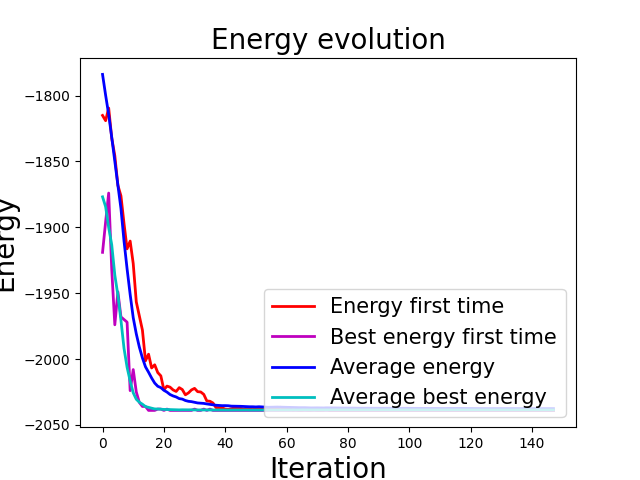 Energy evolution
Energy
−1800
−1850
−1900
−1950
−2000
−2050
0 20 40 60 80 100 120 140
Iteration
Energy first time
Best energy first time
Average energy
Average best energy